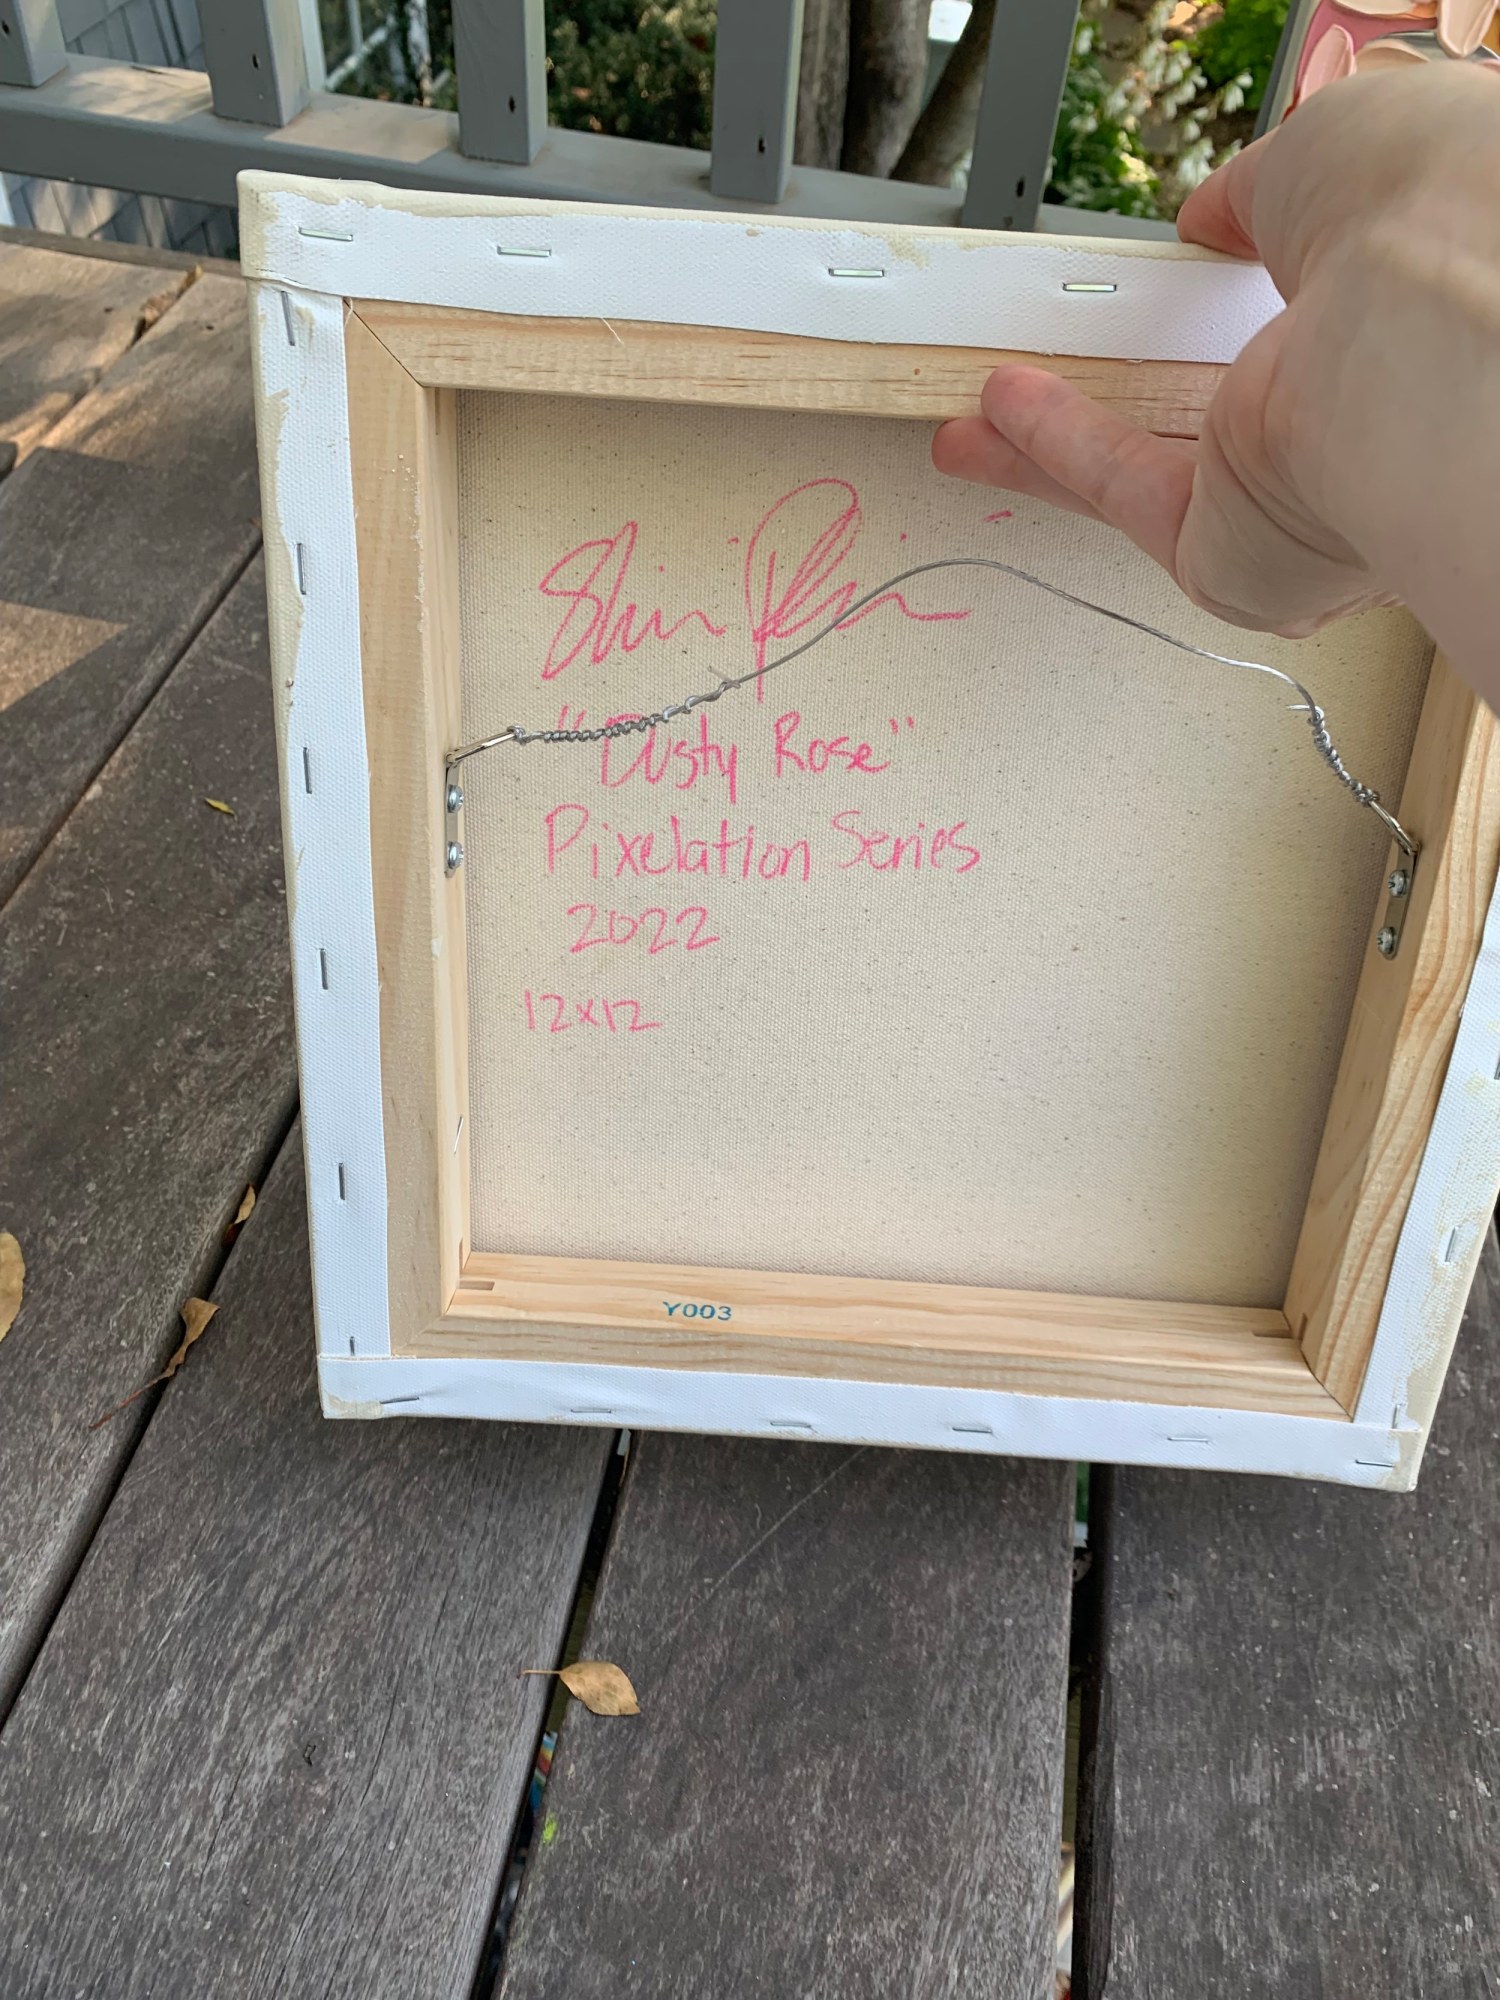 "Dusty Rose"
Pixelation Series
2022
12x12
Y003